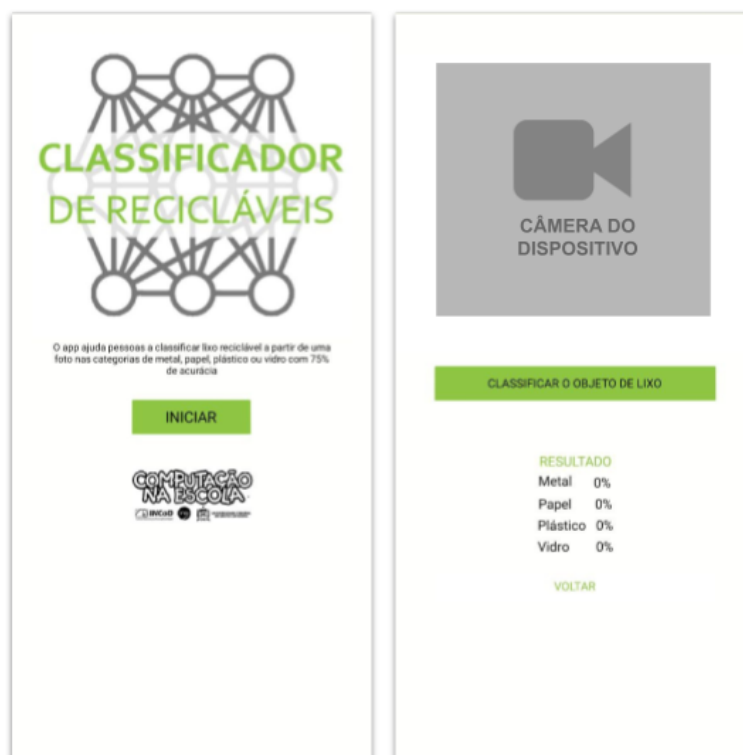 CLASSIFICADOR
DE RECICLÁVEIS
O app ajuda pessoas a classificar lixo reciclável a partir de uma
foto nas categorias de metal, papel, plástico ou vidro com 75%
de acurácia
INICIAR
COMPUTAÇÃO
NA ESCOLA
INCoD
CÂMERA DO
DISPOSITIVO
CLASSIFICAR O OBJETO DE LIXO
RESULTADO
Metal 0%
Papel 0%
Plástico 0%
Vidro 0%
VOLTAR